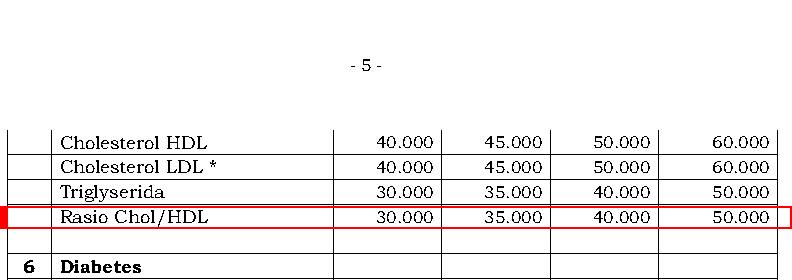 - 5 -
Cholesterol HDL 40.000 45.000 50.000 60.000
Cholesterol LDL * 40.000 45.000 50.000 60.000
Triglyserida 30.000 35.000 40.000 50.000
Rasio Chol/HDL 30.000 35.000 40.000 50.000
6 Diabetes